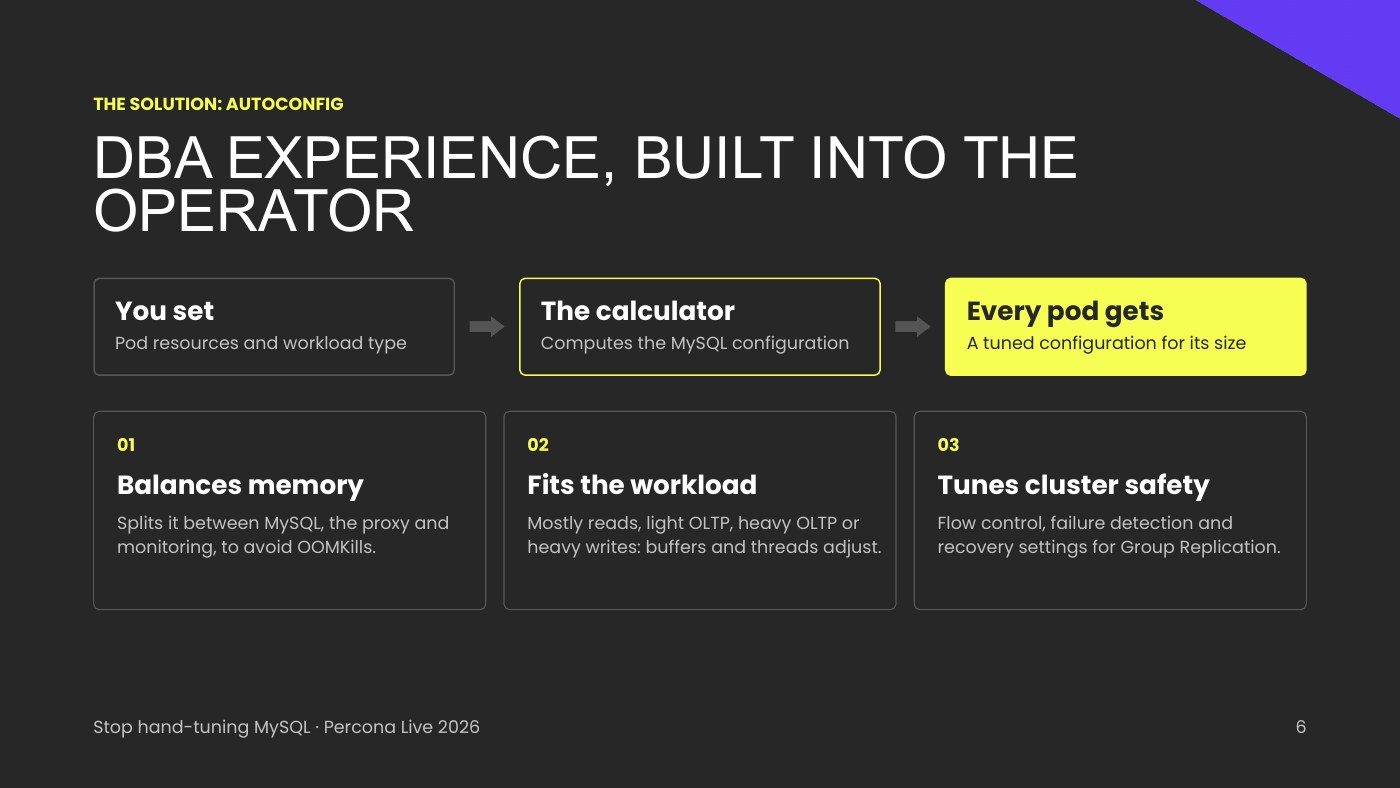 THE SOLUTION: AUTOCONFIG
DBA EXPERIENCE, BUILT INTO THE
OPERATOR
You set
Pod resources and workload type
The calculator
Computes the MySQL configuration
Every pod gets
A tuned configuration for its size
01
Balances memory
Splits it between MySQL, the proxy and
monitoring, to avoid OOMKills.
02
Fits the workload
Mostly reads, light OLTP, heavy OLTP or
heavy writes: buffers and threads adjust.
03
Tunes cluster safety
Flow control, failure detection and
recovery settings for Group Replication.
Stop hand-tuning MySQL · Percona Live 2026
6